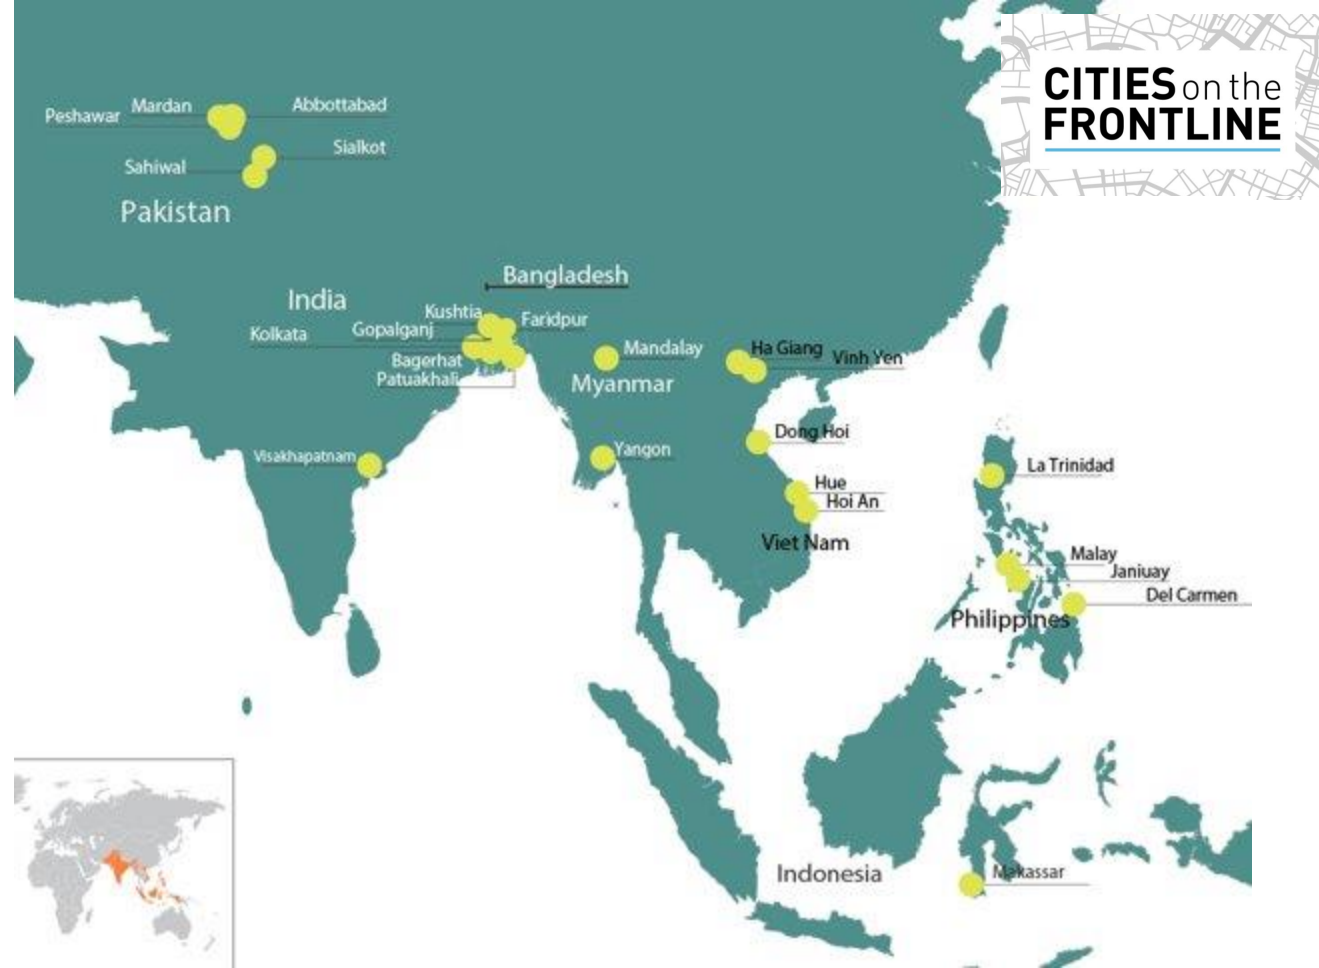 CITIES on the
FRONTLINE
Peshawar
Mardan
Abbottabad
Sialkot
Sahiwal
Pakistan
Bangladesh
India
Kushtia
Faridpur
Kolkata
Gopalganj
Bagerhat
Patuakhali
Mandalay
Myanmar
Ha Giang
Vinh Yen
Dong Hoi
Visakhapatnam
Yangon
Hue
Hoi An
Viet Nam
La Trinidad
Malay
Janiuay
Del Carmen
Philippines
Indonesia
Makassar